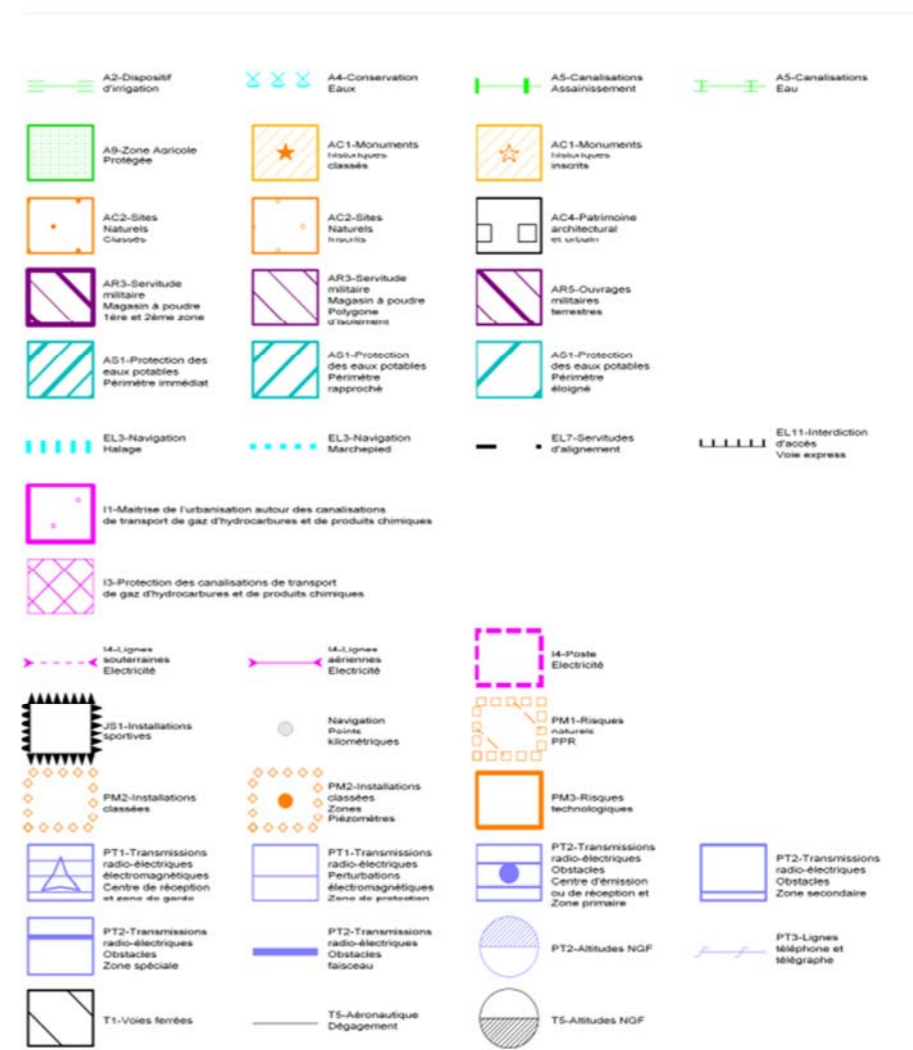 A2-Dispositif
d'irrigation
A4-Conservation
Eaux
A5-Canalisations
Assainissement
A5-Canalisations
Eau
A9-Zone Agricole
Protégée
AC1-Monuments
historiques
classés
AC1-Monuments
historiques
inscrits
AC2-Sites
Naturels
Classés
AC2-Sites
Naturels
Inscrits
AC4-Patrimoine
architectural
et urbain
AR3-Servitude
militaire
Magasin à poudre
1ère et 2ème zone
AR3-Servitude
militaire
Magasin à poudre
Polygone
d'isolement
AR5-Ouvrages
militaires
terrestres
AS1-Protection des
eaux potables
Périmètre immédiat
AS1-Protection
des eaux potables
Périmètre
rapproché
AS1-Protection
des eaux potables
Périmètre
éloigné
EL3-Navigation
Halage
EL3-Navigation
Marchepied
EL7-Servitudes
d'alignement
EL11-Interdiction
d'accès
Voie express
I1-Maitrise de l'urbanisation autour des canalisations
de transport de gaz d'hydrocarbures et de produits chimiques
I3-Protection des canalisations de transport
de gaz d'hydrocarbures et de produits chimiques
I4-Lignes
souterraines
Electricité
I4-Lignes
aériennes
Electricité
I4-Poste
Electricité
JS1-Installations
sportives
Navigation
Points
kilométriques
PM1-Risques
naturels
PPR
PM2-Installations
classées
PM2-Installations
classées
Zones
Piézomètres
PM3-Risques
technologiques
PT1-Transmissions
radio-électriques
électromagnétiques
Centre de réception
et zone de garde
PT1-Transmissions
radio-électriques
Perturbations
électromagnétiques
Zone de protection
PT2-Transmissions
radio-électriques
Obstacles
Centre d'émission
ou de réception et
Zone primaire
PT2-Transmissions
radio-électriques
Obstacles
Zone secondaire
PT2-Transmissions
radio-électriques
Obstacles
Zone spéciale
PT2-Transmissions
radio-électriques
Obstacles
faisceau
PT2-Altitudes NGF
PT3-Lignes
téléphone et
télégraphe
T1-Voies ferrées
T5-Aéronautique
Dégagement
T5-Altitudes NGF